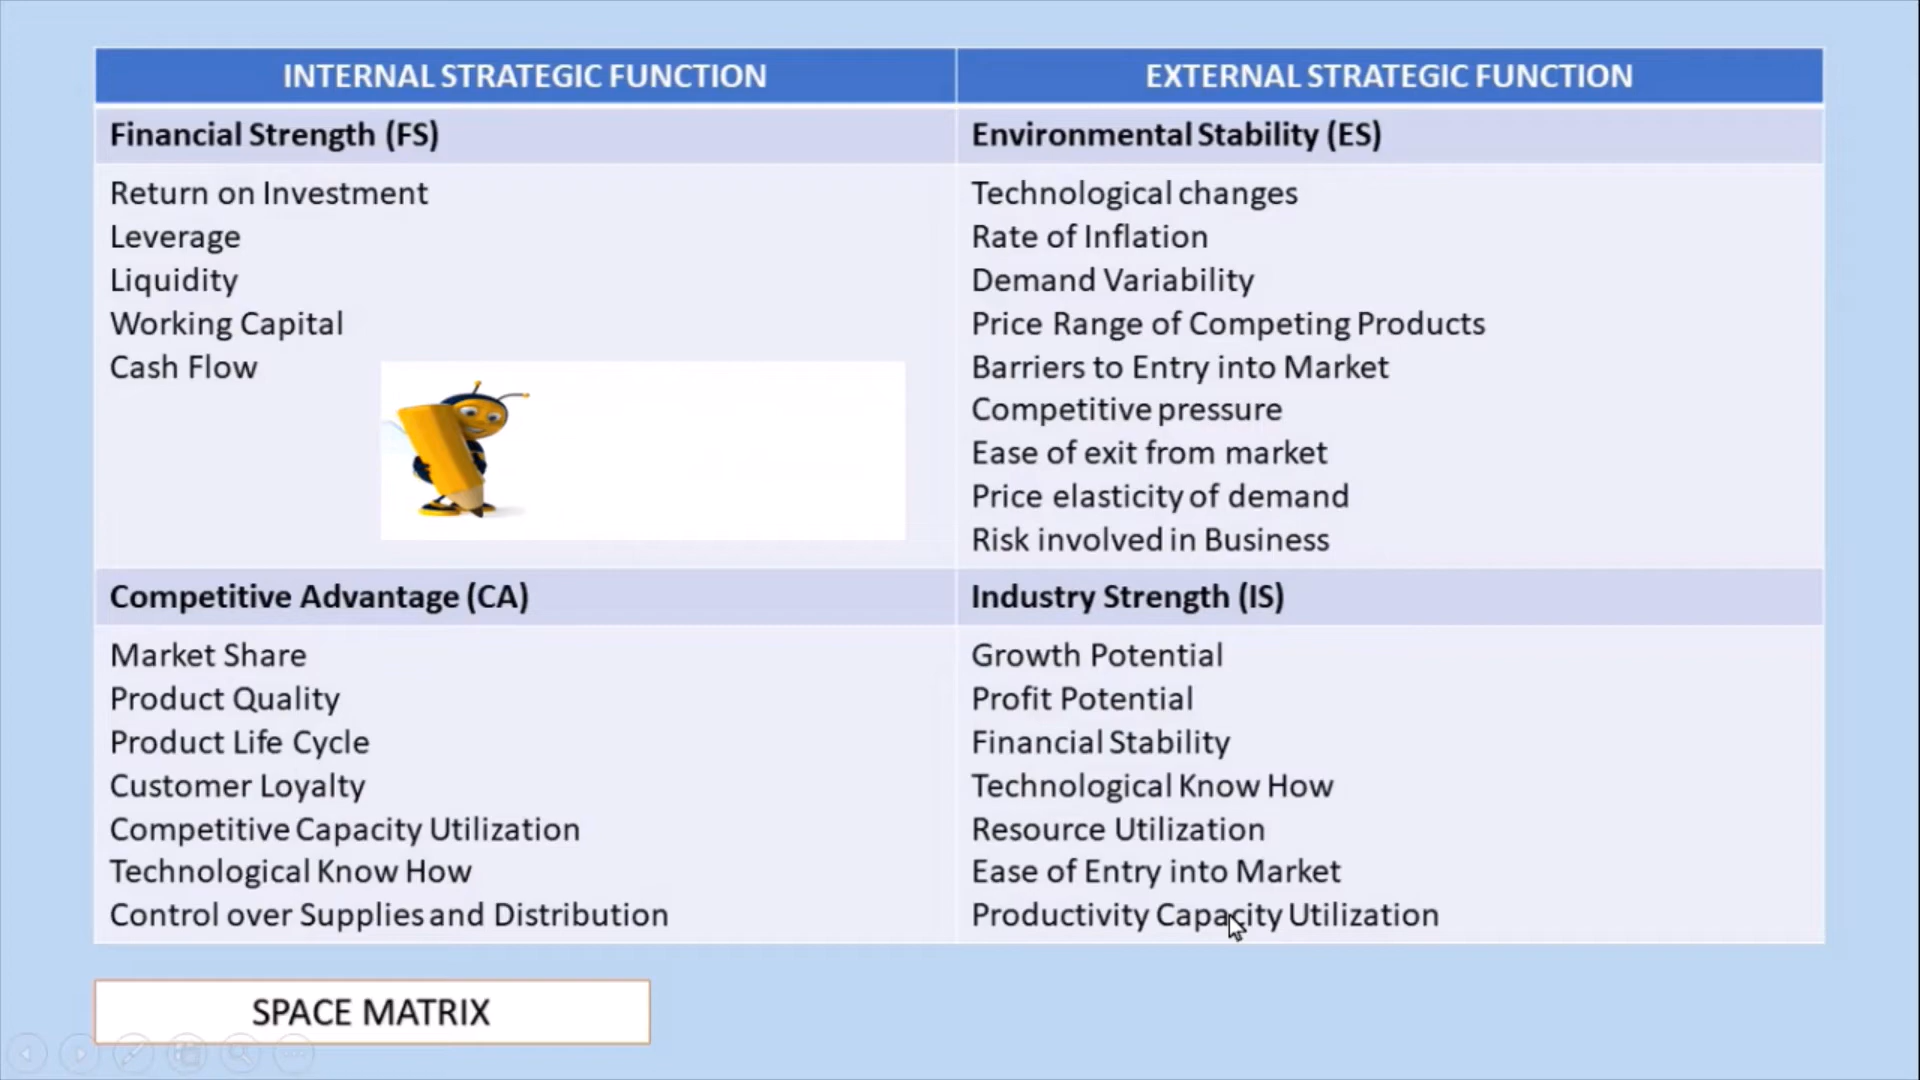 INTERNAL STRATEGIC FUNCTION
EXTERNAL STRATEGIC FUNCTION
Financial Strength (FS)
Environmental Stability (ES)
Return on Investment
Leverage
Liquidity
Working Capital
Cash Flow
Technological changes
Rate of Inflation
Demand Variability
Price Range of Competing Products
Barriers to Entry into Market
Competitive pressure
Ease of exit from market
Price elasticity of demand
Risk involved in Business
Competitive Advantage (CA)
Industry Strength (IS)
Market Share
Product Quality
Product Life Cycle
Customer Loyalty
Competitive Capacity Utilization
Technological Know How
Control over Supplies and Distribution
Growth Potential
Profit Potential
Financial Stability
Technological Know How
Resource Utilization
Ease of Entry into Market
Productivity Capacity Utilization
SPACE MATRIX